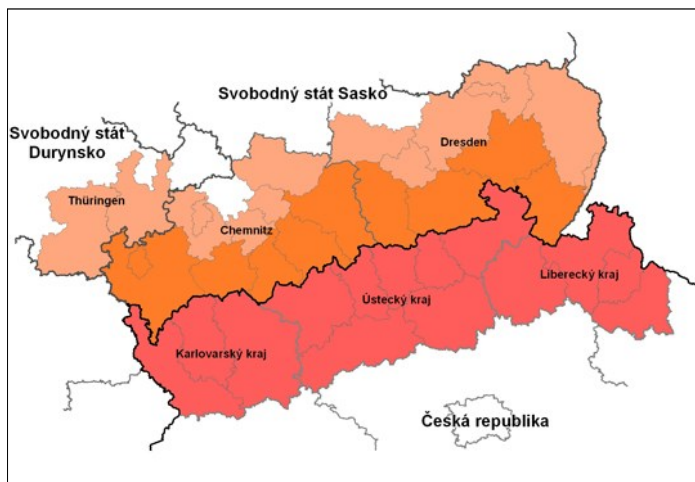 Svobodný stát Sasko
Svobodný stát
Durynsko
Dresden
Thüringen
Chemnitz
Liberecký kraj
Ústecký kraj
Karlovarský kraj
Česká republika